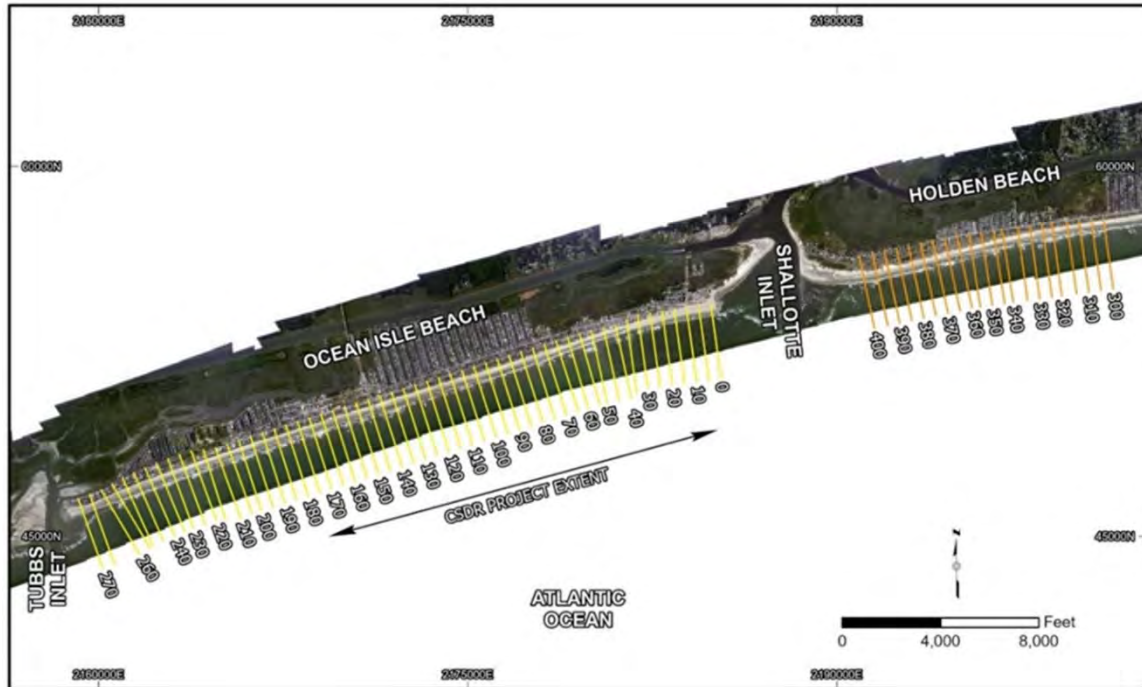 2160000E
2175000E
2190000E
60000N
60000N
HOLDEN BEACH
SHALLOTTE
INLET
OCEAN ISLE BEACH
400
390
380
370
360
350
340
330
320
310
300
270
260
240
230
220
210
200
190
180
170
160
150
140
130
120
110
100
90
80
70
60
50
40
30
20
10
0
CSDR PROJECT EXTENT
45000N
45000N
TUBBS
INLET
ATLANTIC
OCEAN
N
Feet
0
4,000
8,000
2160000E
2175000E
2190000E